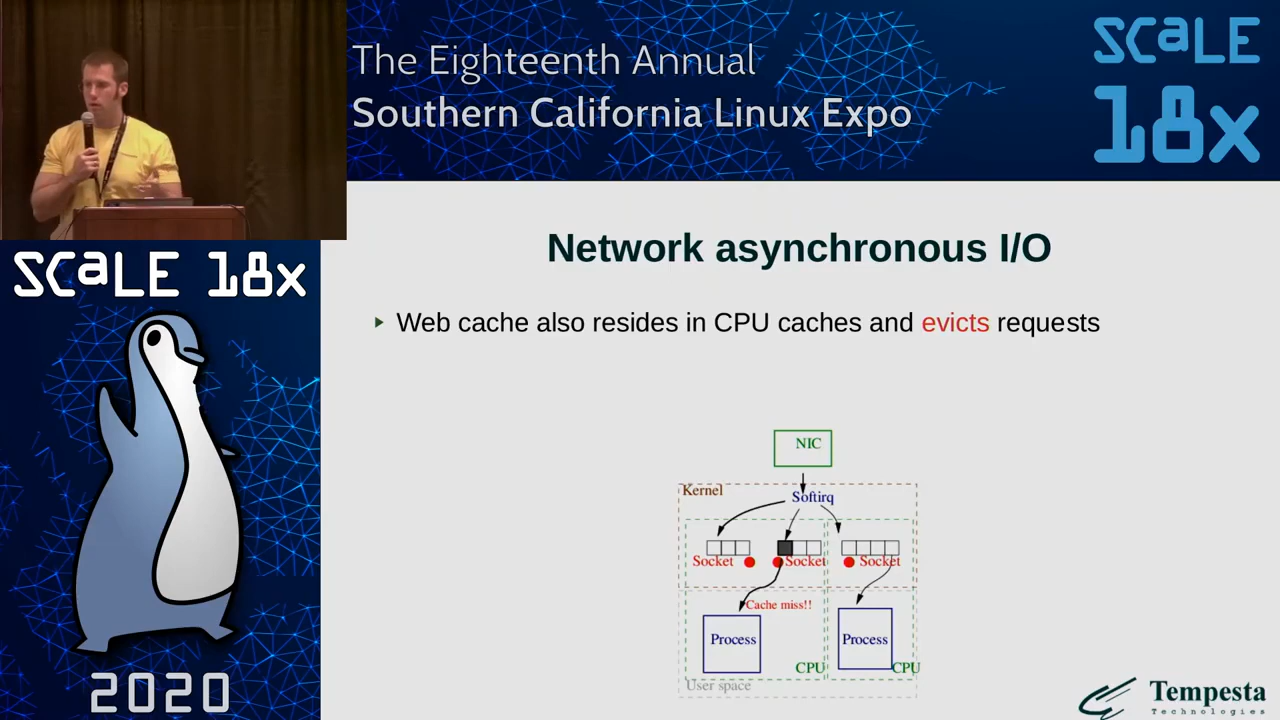 The Eighteenth Annual
Southern California Linux Expo
SCaLE
18x
SCaLE 18x
2020
Network asynchronous I/O
Web cache also resides in CPU caches and evicts requests
NIC
Kernel
Softirq
Socket
Socket
Socket
Cache miss!!
Process
Process
CPU
CPU
User space
Tempesta
Technologies